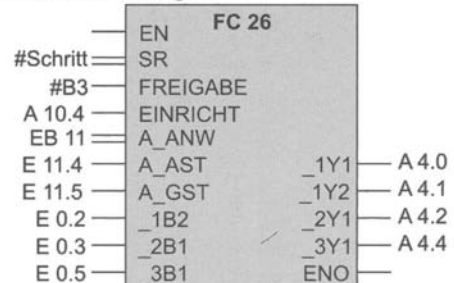 FC 26
EN
#Schritt SR
#B3 FREIGABE
A 10.4 EINRICHT
EB 11 A_ANW
E 11.4 A_AST _1Y1 A 4.0
E 11.5 A_GST _1Y2 A 4.1
E 0.2 _1B2 _2Y1 A 4.2
E 0.3 _2B1 _3Y1 A 4.4
E 0.5 _3B1 ENO